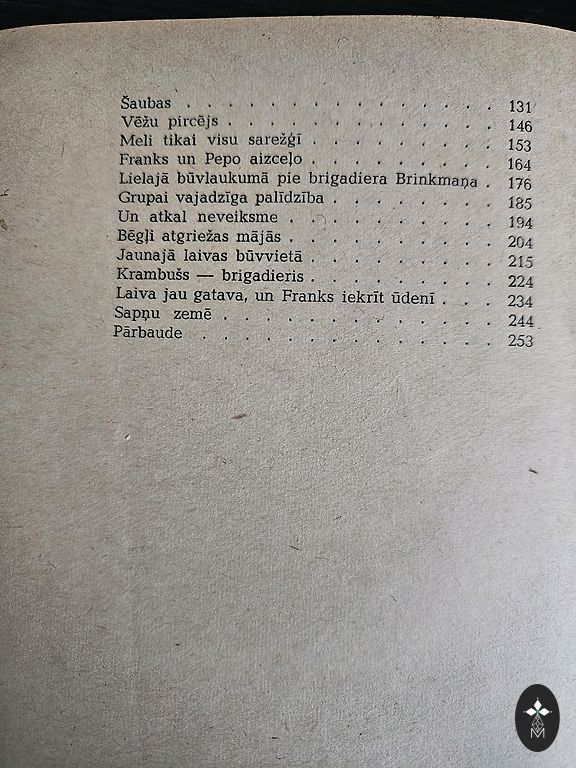 Šaubas . . . . . . . . . . . . . . . 131
Vēžu pircējs . . . . . . . . . . . . . 146
Meli tikai visu sarežģī . . . . . . . . . 153
Franks un Pepo aizceļo . . . . . . . . . 164
Lielajā būvlaukumā pie brigadiera Brinkmaņa . 176
Grupai vajadzīga palīdzība . . . . . . . . 185
Un atkal neveiksme . . . . . . . . . . 194
Bēgļi atgriežas mājās . . . . . . . . . . 204
Jaunajā laivas būvvietā . . . . . . . . . 215
Krambušs — brigadieris . . . . . . . . . 224
Laiva jau gatava, un Franks iekrīt ūdenī . . . 234
Sapņu zemē . . . . . . . . . . . . . 244
Pārbaude . . . . . . . . . . . . . . 253
M